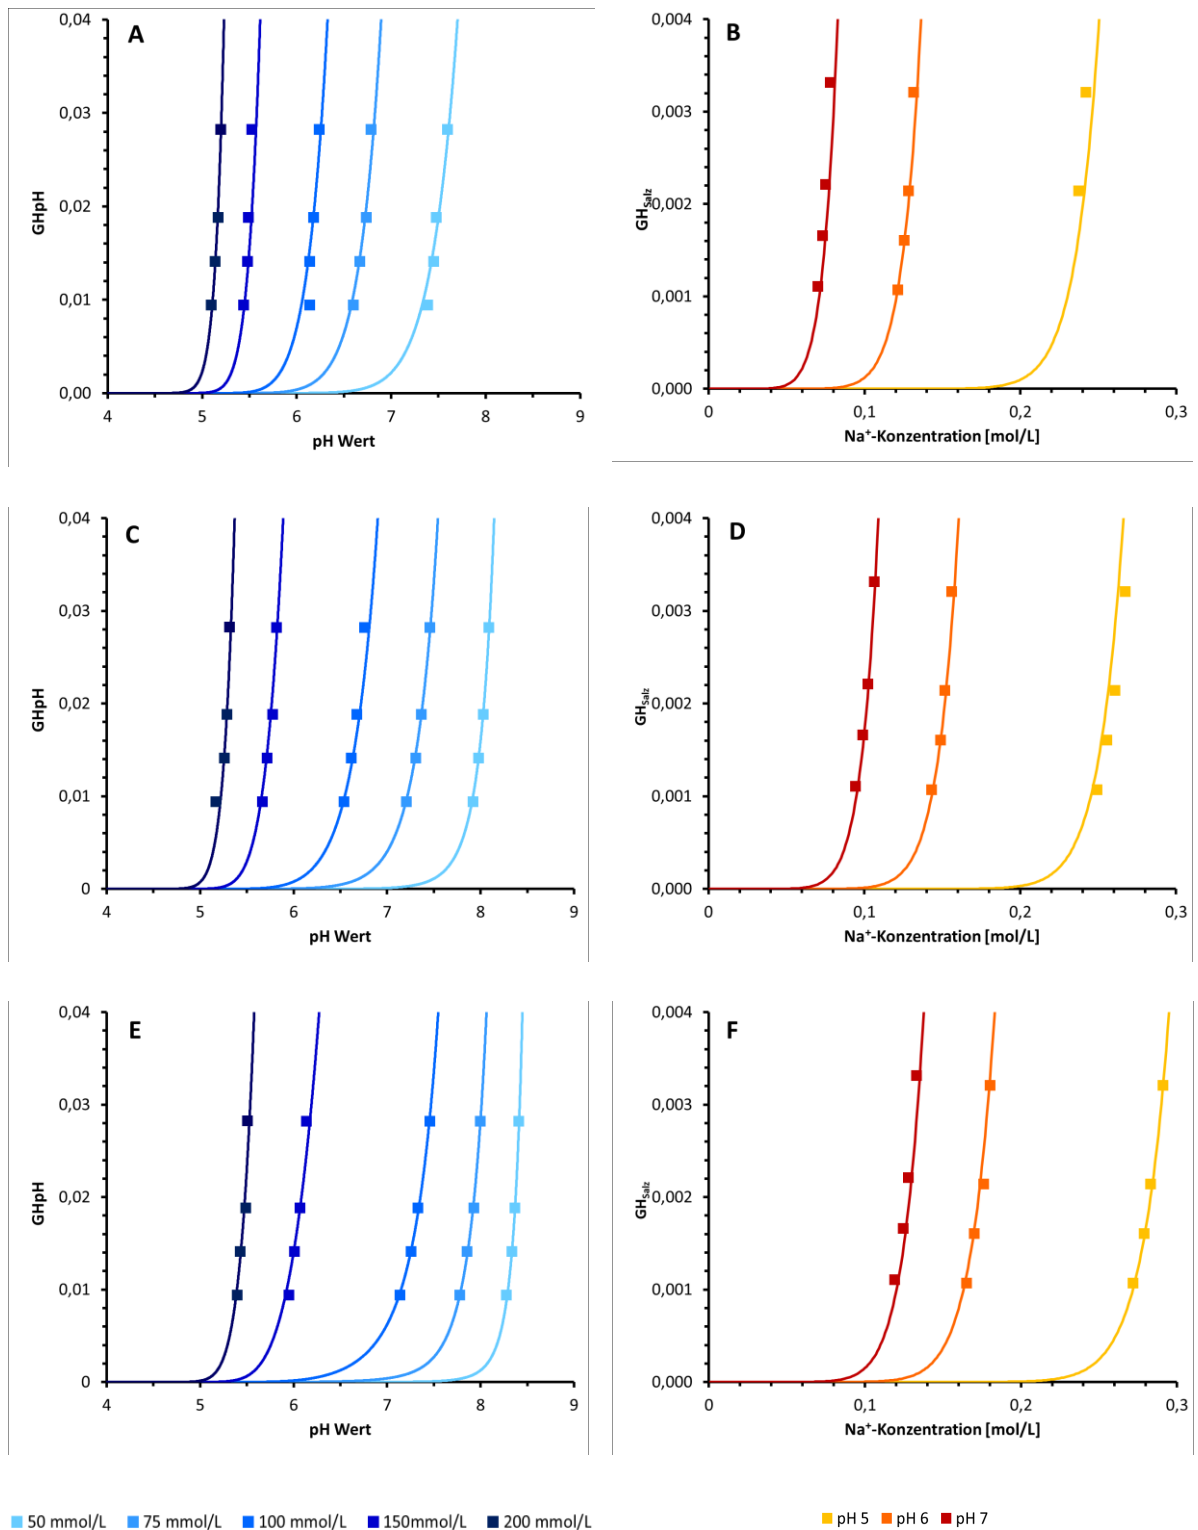 A
0,04
0,03
0,02
0,01
0,00
GHpH
4 5 6 7 8 9
pH Wert
B
0,004
0,003
0,002
0,001
0,000
GHSalz
0 0,1 0,2 0,3
Na⁺-Konzentration [mol/L]
C
0,04
0,03
0,02
0,01
0
GHpH
4 5 6 7 8 9
pH Wert
D
0,004
0,003
0,002
0,001
0,000
GHSalz
0 0,1 0,2 0,3
Na⁺-Konzentration [mol/L]
E
0,04
0,03
0,02
0,01
0
GHpH
4 5 6 7 8 9
pH Wert
F
0,004
0,003
0,002
0,001
0,000
GHSalz
0 0,1 0,2 0,3
Na⁺-Konzentration [mol/L]
50 mmol/L 75 mmol/L 100 mmol/L 150mmol/L 200 mmol/L
pH 5 pH 6 pH 7